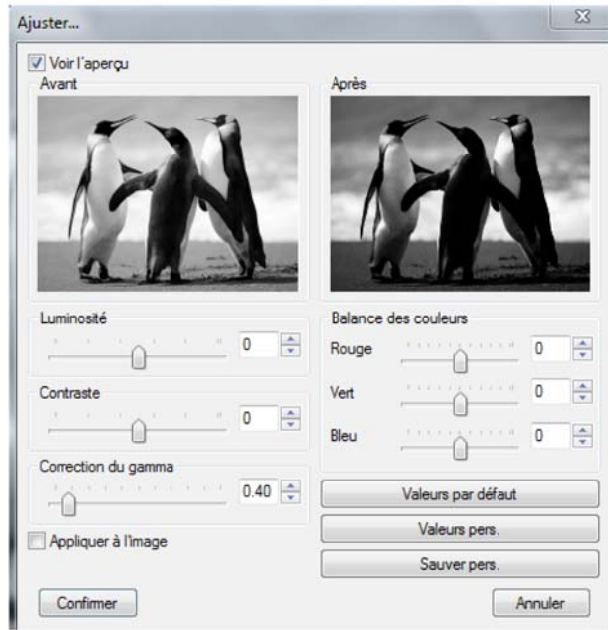 Ajuster...
Voir l'aperçu
Avant
Après
Luminosité
0
Contraste
0
Correction du gamma
0.40
Appliquer à l'image
Balance des couleurs
Rouge
0
Vert
0
Bleu
0
Valeurs par défaut
Valeurs pers.
Sauver pers.
Confirmer
Annuler